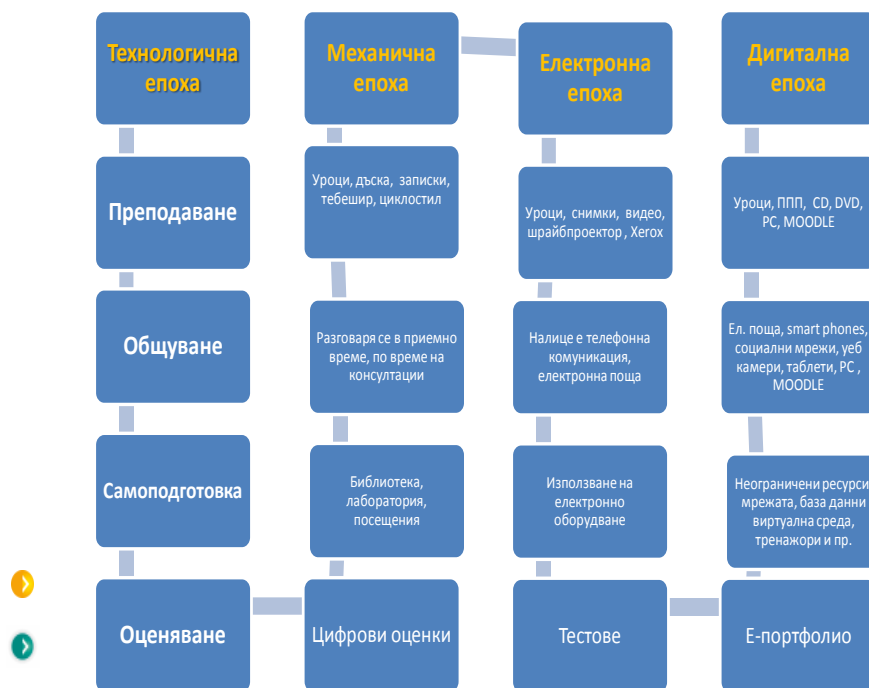 Технологична
епоха
Преподаване
Общуване
Самоподготовка
Оценяване
Механична
епоха
Уроци, дъска, записки,
тебешир, циклостил
Разговаря се в приемно
време, по време на
консултации
Библиотека,
лаборатория,
посещения
Цифрови оценки
Електронна
епоха
Уроци, снимки, видео,
шрайбпроектор , Xerox
Налице е телефонна
комуникация,
електронна поща
Използване на
електронно
оборудване
Тестове
Дигитална
епоха
Уроци, ППП, CD, DVD,
PC, MOODLE
Ел. поща, smart phones,
социални мрежи, уеб
камери, таблети, PC ,
MOODLE
Неограничени ресурси
мрежата, база данни
виртуална среда,
тренажори и пр.
Е-портфолио